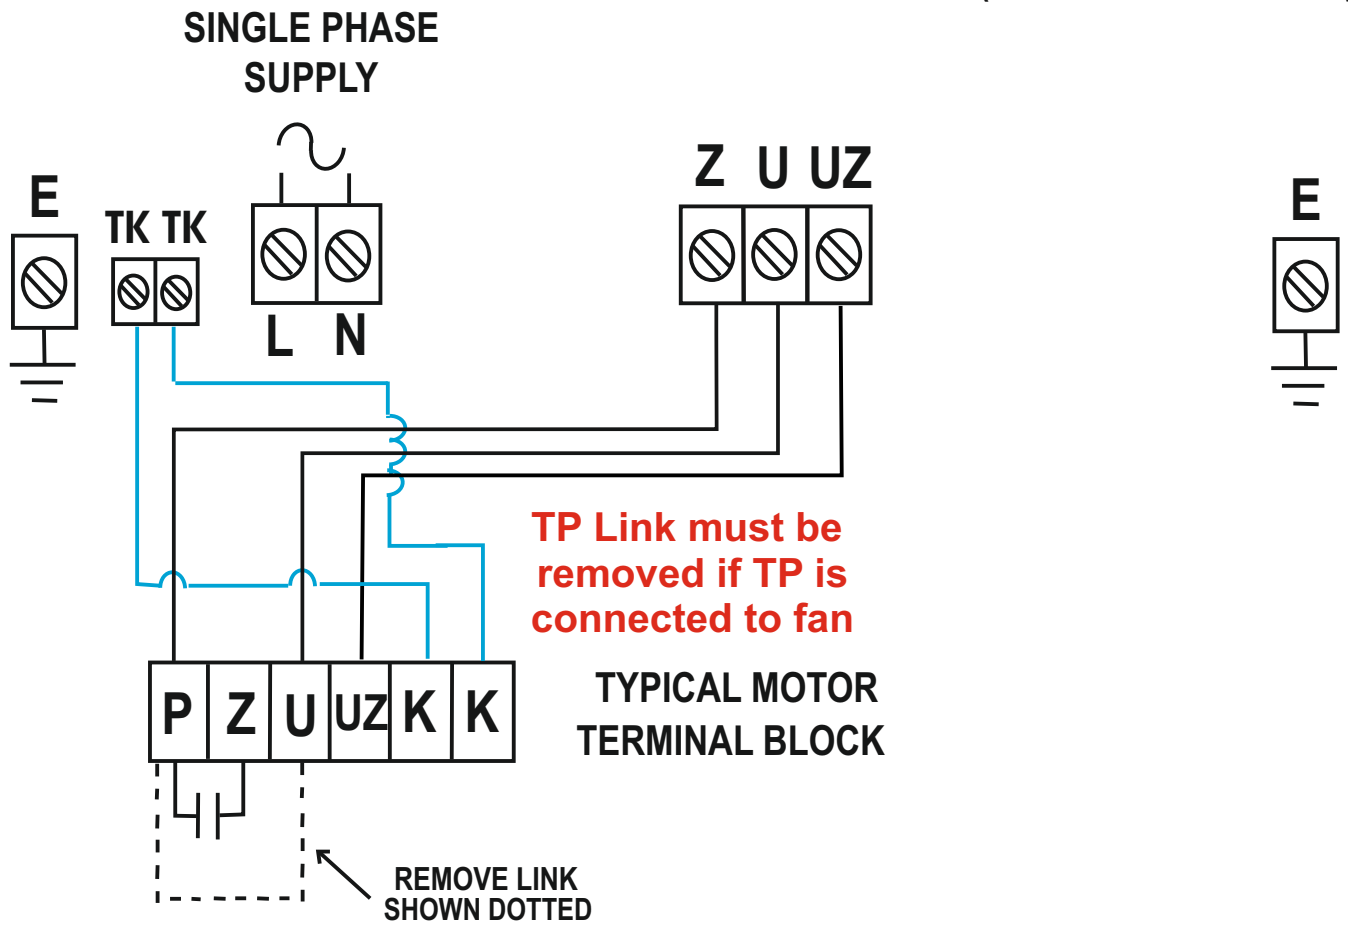 SINGLE PHASE
SUPPLY
E
TK TK
L N
Z U UZ
E
TP Link must be
removed if TP is
connected to fan
P Z U UZ K K
TYPICAL MOTOR
TERMINAL BLOCK
REMOVE LINK
SHOWN DOTTED